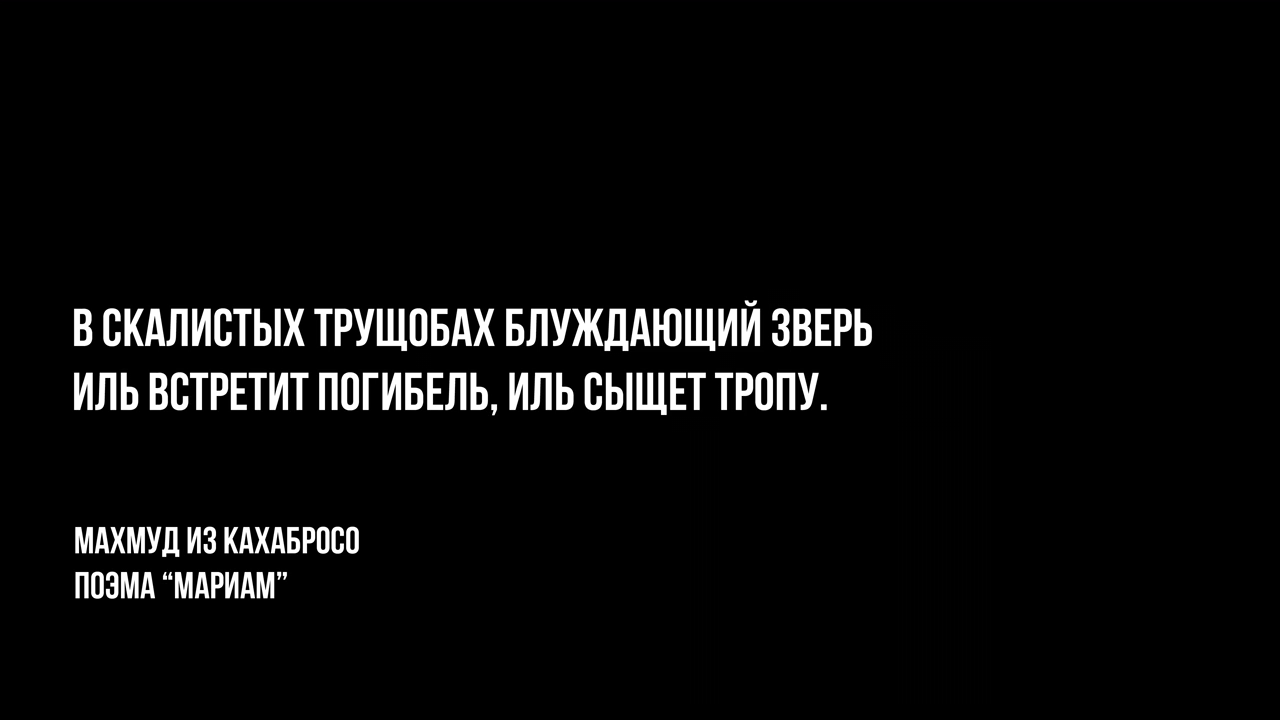 В СКАЛИСТЫХ ТРУЩОБАХ БЛУЖДАЮЩИЙ ЗВЕРЬ
ИЛЬ ВСТРЕТИТ ПОГИБЕЛЬ, ИЛЬ СЫЩЕТ ТРОПУ.
МАХМУД ИЗ КАХАБРОСО
ПОЭМА “МАРИАМ”